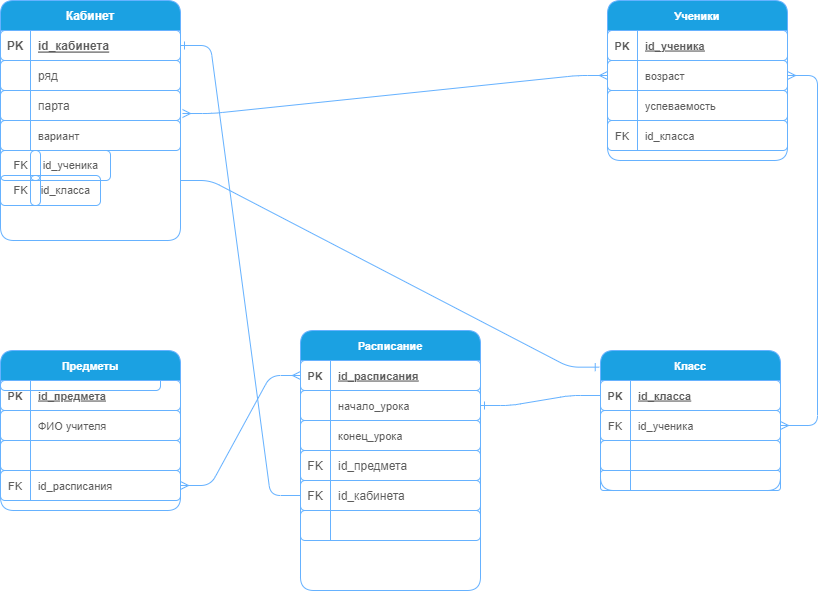 Кабинет
PK id_кабинета
ряд
парта
вариант
FK id_ученика
FK id_класса
Ученики
PK id_ученика
возраст
успеваемость
FK id_класса
Предметы
PK id_предмета
ФИО учителя
FK id_расписания
Расписание
PK id_расписания
начало_урока
конец_урока
FK id_предмета
FK id_кабинета
Класс
PK id_класса
FK id_ученика